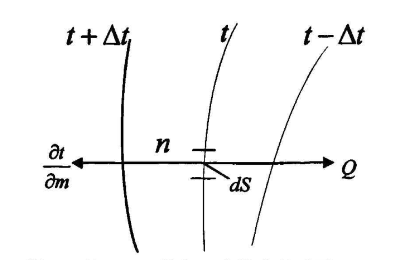 t + Δt t t − Δt
n
∂t
∂m
Q
dS